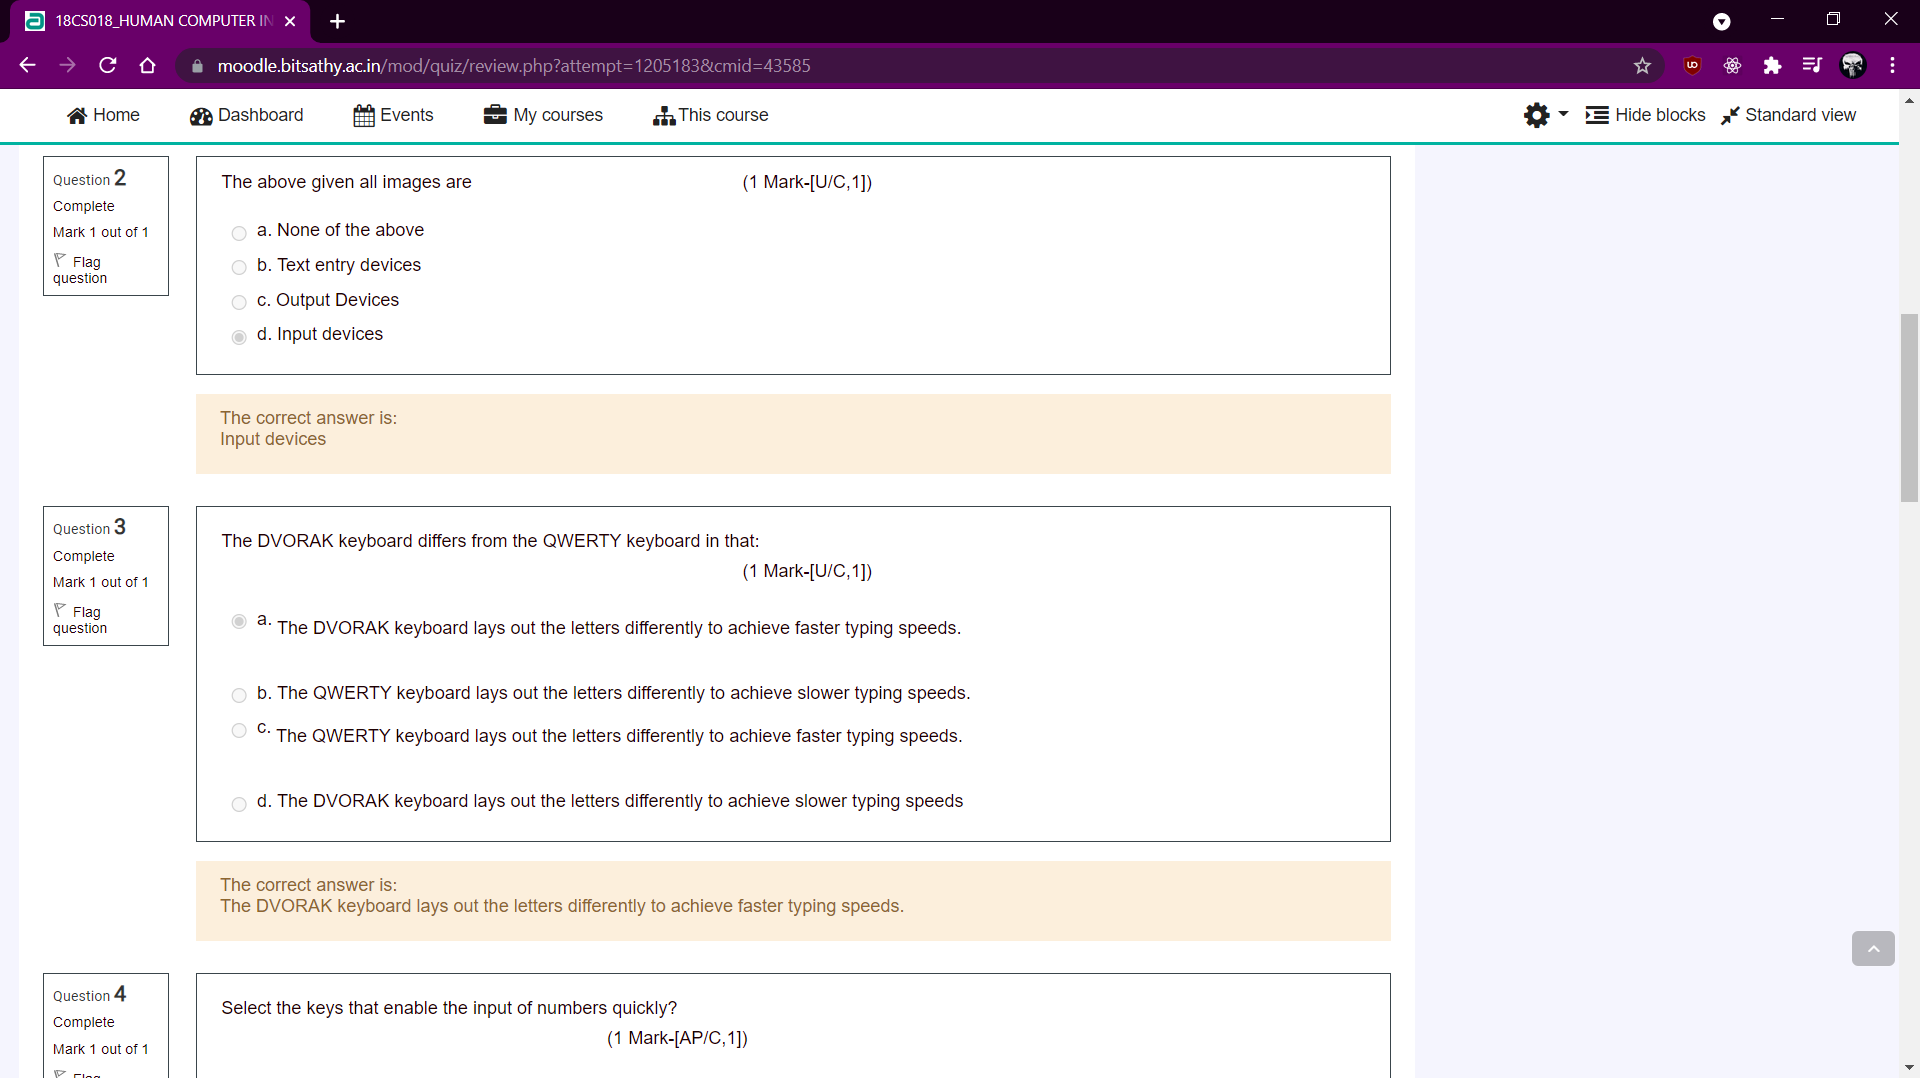 18CS018_HUMAN COMPUTER IN
moodle.bitsathy.ac.in/mod/quiz/review.php?attempt=1205183&cmid=43585
Home
Dashboard
Events
My courses
This course
Hide blocks
Standard view
Question 2
Complete
Mark 1 out of 1
Flag
question
The above given all images are (1 Mark-[U/C,1])
a. None of the above
b. Text entry devices
c. Output Devices
d. Input devices
The correct answer is:
Input devices
Question 3
Complete
Mark 1 out of 1
Flag
question
The DVORAK keyboard differs from the QWERTY keyboard in that:
(1 Mark-[U/C,1])
a. The DVORAK keyboard lays out the letters differently to achieve faster typing speeds.
b. The QWERTY keyboard lays out the letters differently to achieve slower typing speeds.
c. The QWERTY keyboard lays out the letters differently to achieve faster typing speeds.
d. The DVORAK keyboard lays out the letters differently to achieve slower typing speeds
The correct answer is:
The DVORAK keyboard lays out the letters differently to achieve faster typing speeds.
Question 4
Complete
Mark 1 out of 1
Flag
Select the keys that enable the input of numbers quickly?
(1 Mark-[AP/C,1])